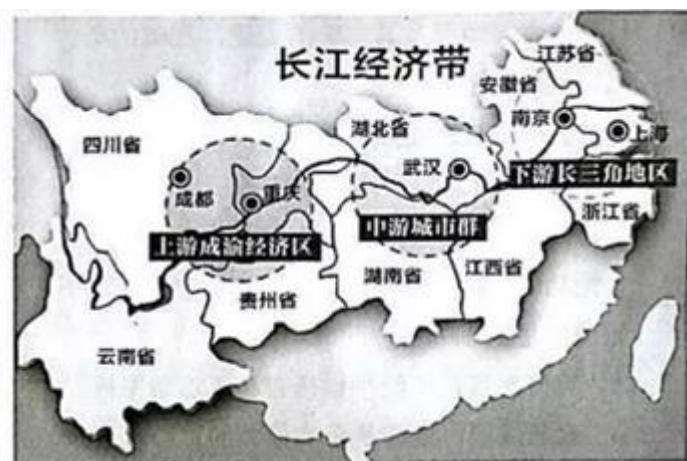 长江经济带
江苏省
安徽省
南京
上海
湖北省
四川省
武汉
成都
重庆
下游长三角地区
浙江省
中游城市群
上游成渝经济区
江西省
湖南省
贵州省
云南省